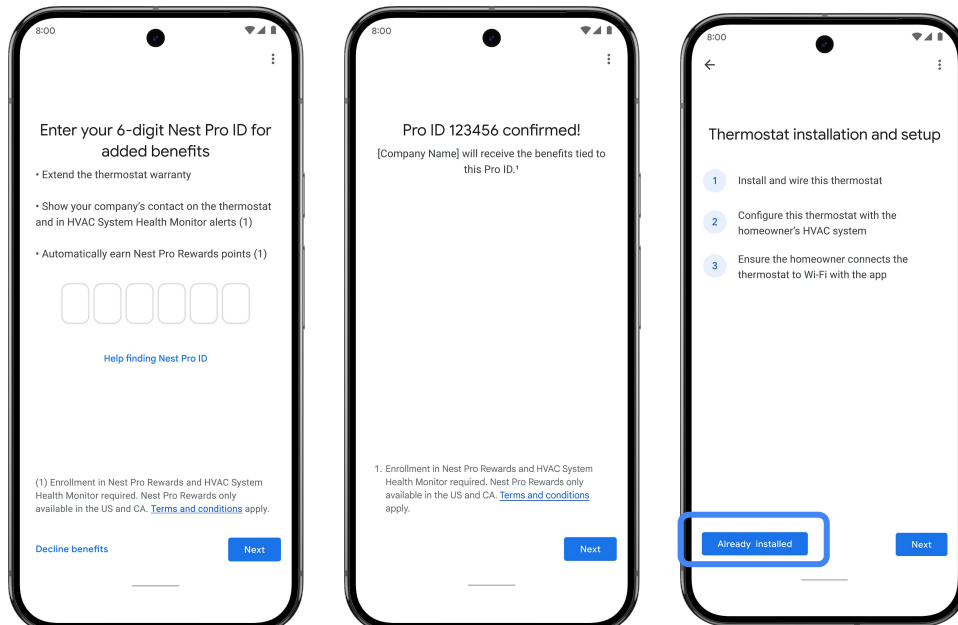 8:00
Enter your 6-digit Nest Pro ID for
added benefits
• Extend the thermostat warranty
• Show your company's contact on the thermostat
and in HVAC System Health Monitor alerts (1)
• Automatically earn Nest Pro Rewards points (1)
Help finding Nest Pro ID
(1) Enrollment in Nest Pro Rewards and HVAC System
Health Monitor required. Nest Pro Rewards only
available in the US and CA. Terms and conditions apply.
Decline benefits
Next
8:00
Pro ID 123456 confirmed!
[Company Name] will receive the benefits tied to
this Pro ID.¹
1. Enrollment in Nest Pro Rewards and HVAC System
Health Monitor required. Nest Pro Rewards only
available in the US and CA. Terms and conditions
apply.
Next
8:00
Thermostat installation and setup
1 Install and wire this thermostat
2 Configure this thermostat with the
homeowner's HVAC system
3 Ensure the homeowner connects the
thermostat to Wi-Fi with the app
Already installed
Next